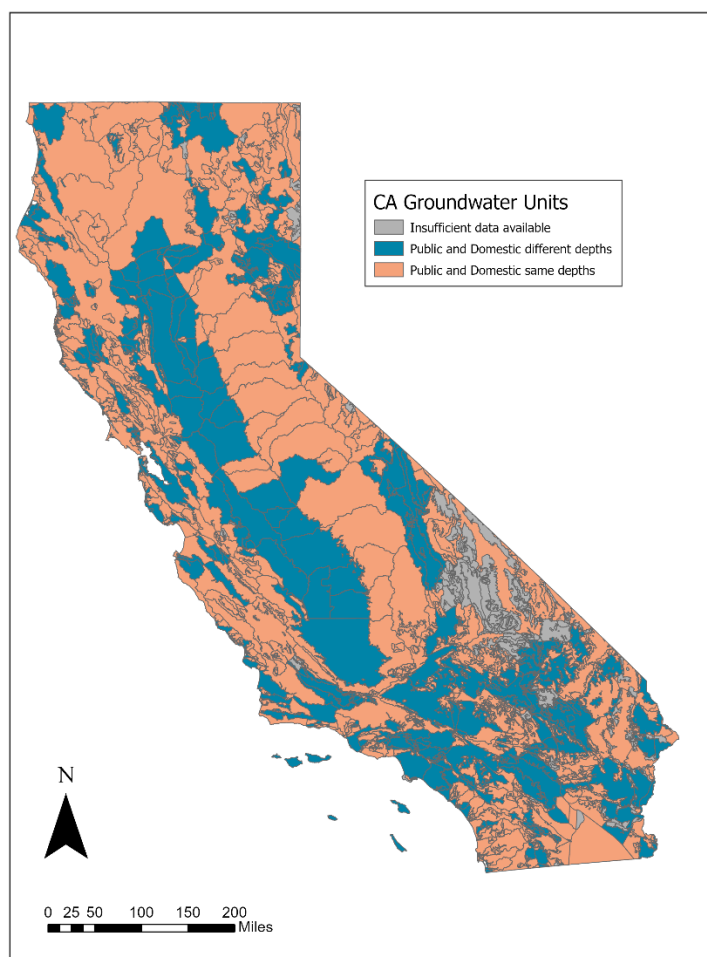 CA Groundwater Units
Insufficient data available
Public and Domestic different depths
Public and Domestic same depths
N
0 25 50 100 150 200
Miles